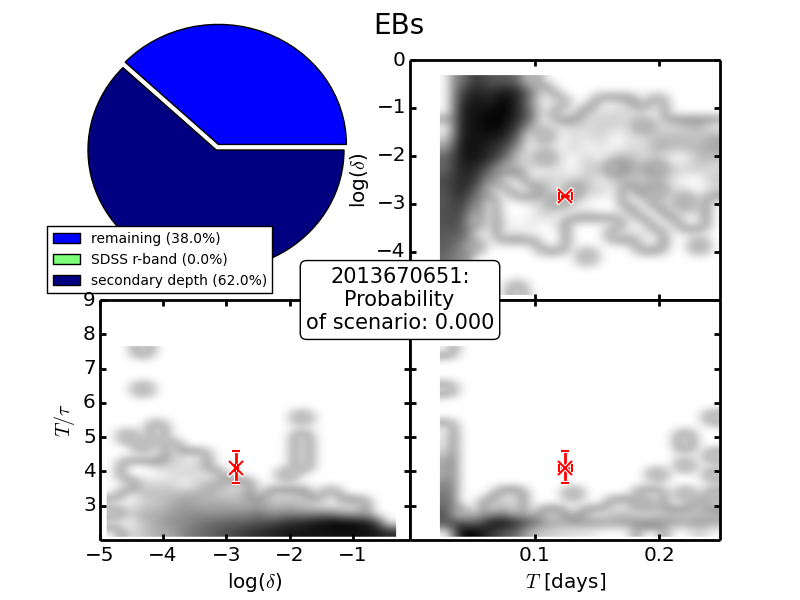 EBs
0
−1
−2
−3
−4
log(δ)
remaining (38.0%)
SDSS r-band (0.0%)
secondary depth (62.0%)
2013670651:
Probability
of scenario: 0.000
9
8
7
6
5
4
3
T/τ
−5
−4
−3
−2
−1
log(δ)
0.1
0.2
T [days]